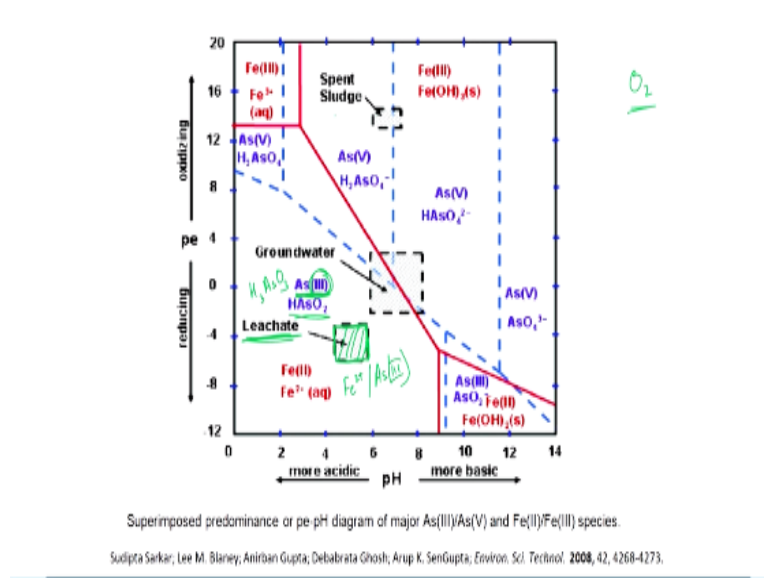 20
16
12
8
4
0
-4
-8
12
oxidizing
pe
reducing
Fe(III)
Fe³⁺
(aq)
As(V)
H₃AsO₄
Spent
Sludge
Fe(III)
Fe(OH)₃(s)
O₂
As(V)
H₂AsO₄⁻
As(V)
HAsO₄²⁻
Groundwater
H₃AsO₃
As(III)
HAsO₂
Leachate
As(V)
AsO₄³⁻
Fe(II)
Fe²⁺ (aq)
Fe²⁺/As(III)
As(III)
AsO₂⁻ Fe(II)
Fe(OH)₂(s)
0 2 4 6 8 10 12 14
more acidic pH more basic
Superimposed predominance or pe-pH diagram of major As(III)/As(V) and Fe(II)/Fe(III) species.
Sudipta Sarkar; Lee M. Blaney; Anirban Gupta; Debabrata Ghosh; Arup K. SenGupta; Environ. Sci. Technol. 2008, 42, 4268-4273.